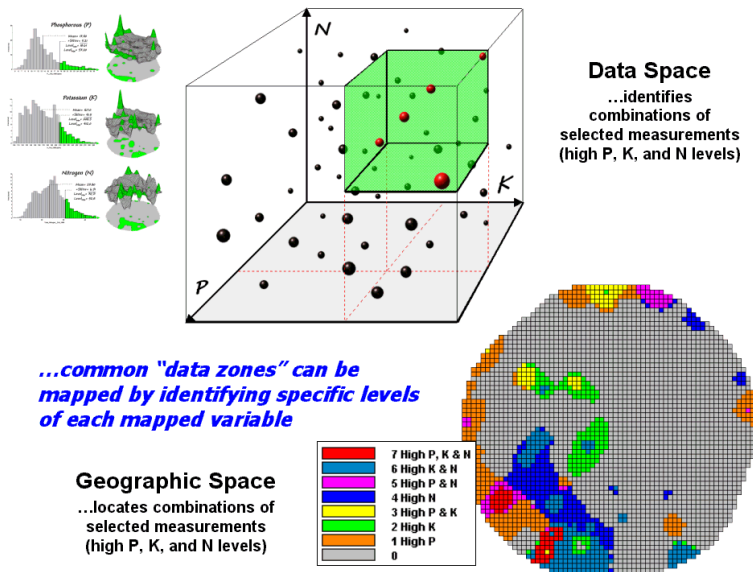 Phosphorous (P)
Potassium (K)
Nitrogen (N)
N
K
P
Data Space
...identifies
combinations of
selected measurements
(high P, K, and N levels)
...common “data zones” can be
mapped by identifying specific levels
of each mapped variable
Geographic Space
...locates combinations of
selected measurements
(high P, K, and N levels)
7 High P, K & N
6 High K & N
5 High P & N
4 High N
3 High P & K
2 High K
1 High P
0